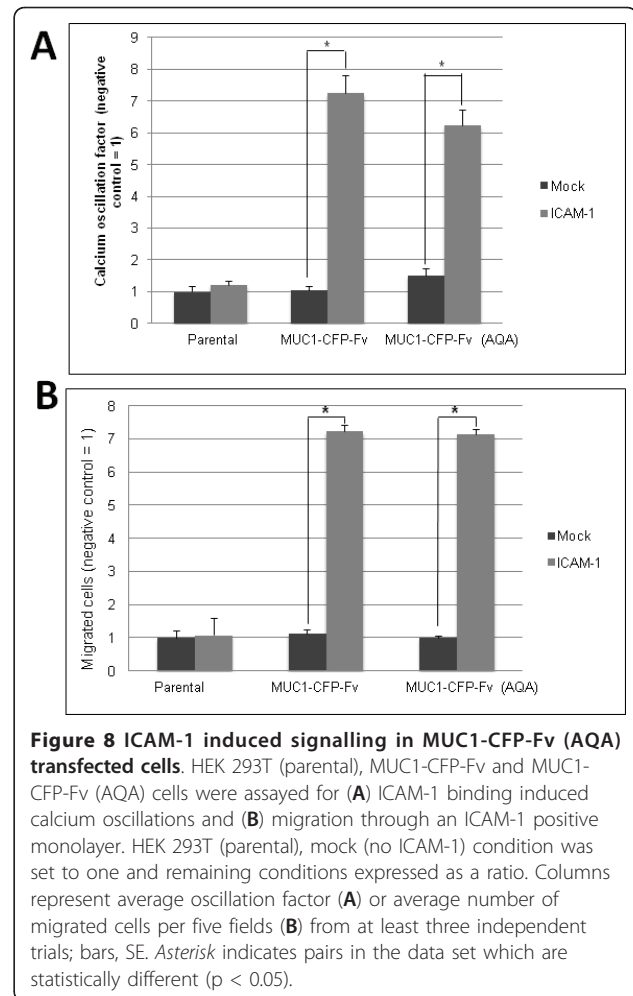 A
Calcium oscillation factor (negative
control = 1)
9
8
7
6
5
4
3
2
1
0
*
*
Mock
ICAM-1
Parental
MUC1-CFP-Fv
MUC1-CFP-Fv (AQA)
B
Migrated cells (negative control = 1)
8
7
6
5
4
3
2
1
0
*
*
Mock
ICAM-1
Parental
MUC1-CFP-Fv
MUC1-CFP-Fv (AQA)
Figure 8 ICAM-1 induced signalling in MUC1-CFP-Fv (AQA)
transfected cells. HEK 293T (parental), MUC1-CFP-Fv and MUC1-
CFP-Fv (AQA) cells were assayed for (A) ICAM-1 binding induced
calcium oscillations and (B) migration through an ICAM-1 positive
monolayer. HEK 293T (parental), mock (no ICAM-1) condition was
set to one and remaining conditions expressed as a ratio. Columns
represent average oscillation factor (A) or average number of
migrated cells per five fields (B) from at least three independent
trials; bars, SE. Asterisk indicates pairs in the data set which are
statistically different (p < 0.05).